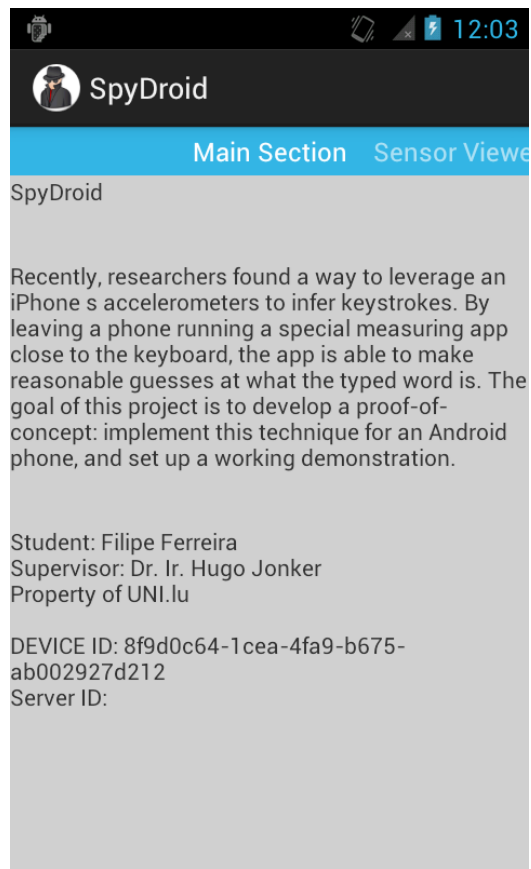 12:03
SpyDroid
Main Section Sensor Viewe
SpyDroid
Recently, researchers found a way to leverage an
iPhone s accelerometers to infer keystrokes. By
leaving a phone running a special measuring app
close to the keyboard, the app is able to make
reasonable guesses at what the typed word is. The
goal of this project is to develop a proof-of-
concept: implement this technique for an Android
phone, and set up a working demonstration.
Student: Filipe Ferreira
Supervisor: Dr. Ir. Hugo Jonker
Property of UNI.lu
DEVICE ID: 8f9d0c64-1cea-4fa9-b675-
ab002927d212
Server ID: